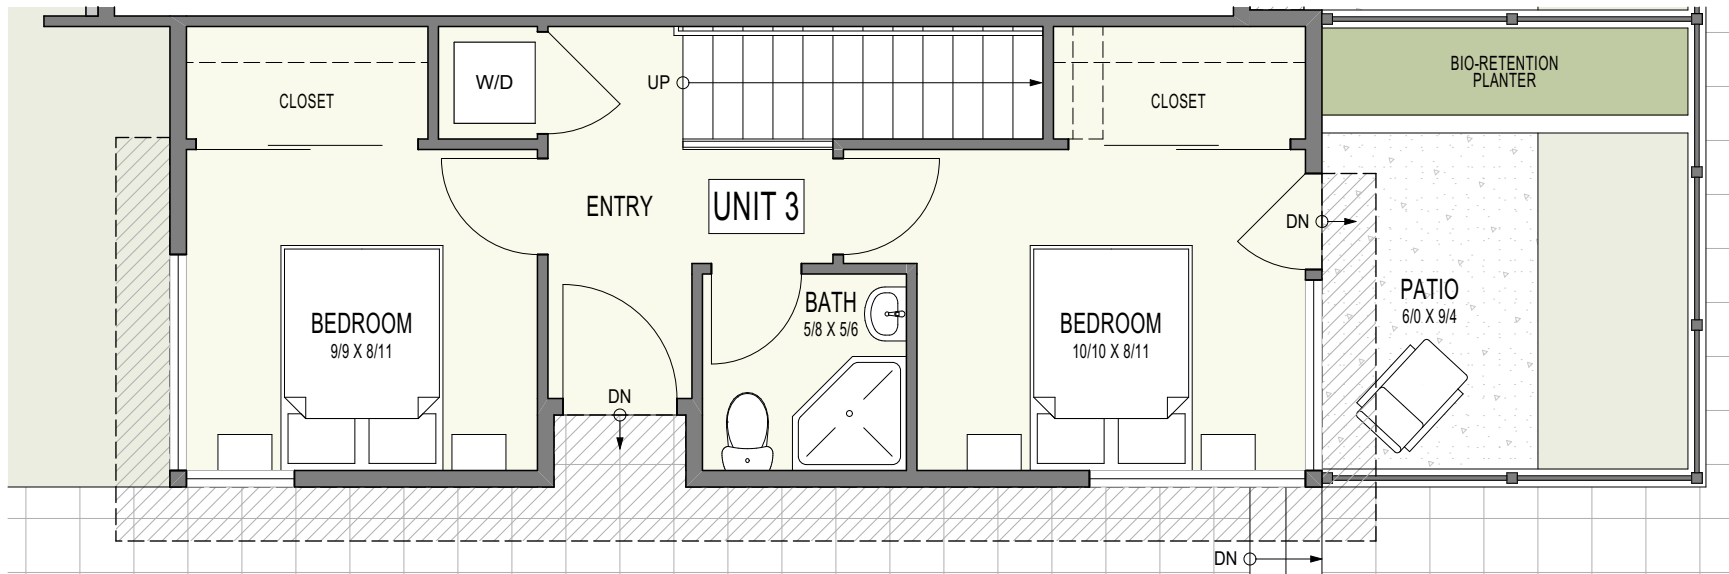 BIO-RETENTION
PLANTER
W/D
UP
CLOSET
CLOSET
ENTRY
UNIT 3
DN
PATIO
6/0 X 9/4
BATH
5/8 X 5/6
BEDROOM
9/9 X 8/11
BEDROOM
10/10 X 8/11
DN
DN